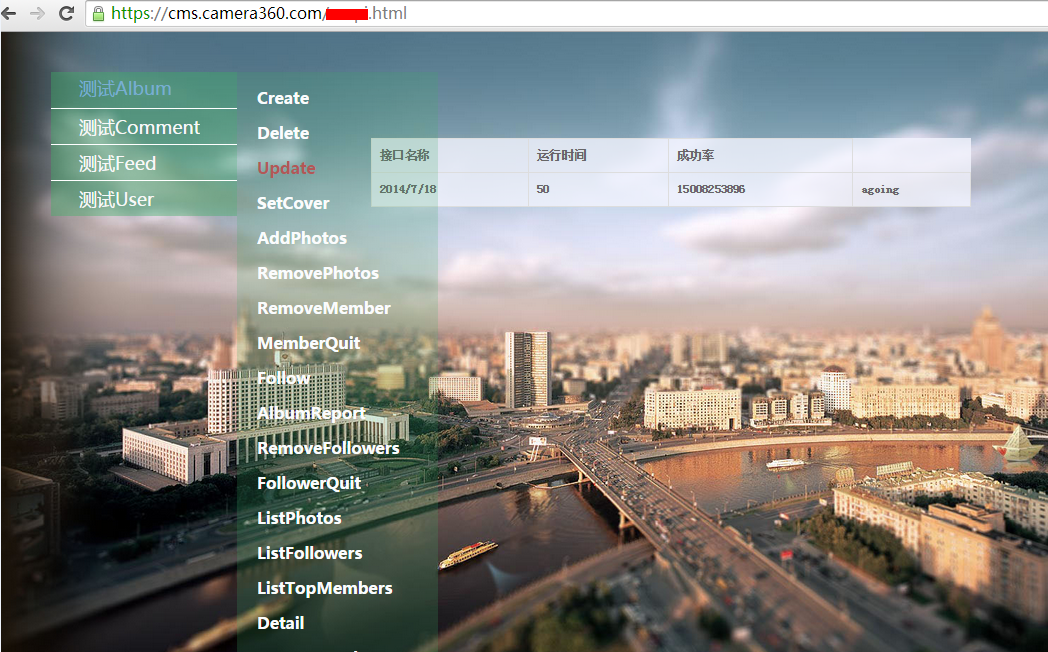 https://cms.camera360.com/ .html
测试Album
测试Comment
测试Feed
测试User
Create
Delete
Update
SetCover
AddPhotos
RemovePhotos
RemoveMember
MemberQuit
Follow
AlbumReport
RemoveFollowers
FollowerQuit
ListPhotos
ListFollowers
ListTopMembers
Detail
接口名称 运行时间 成功率
2014/7/18 50 15008253896 agoing